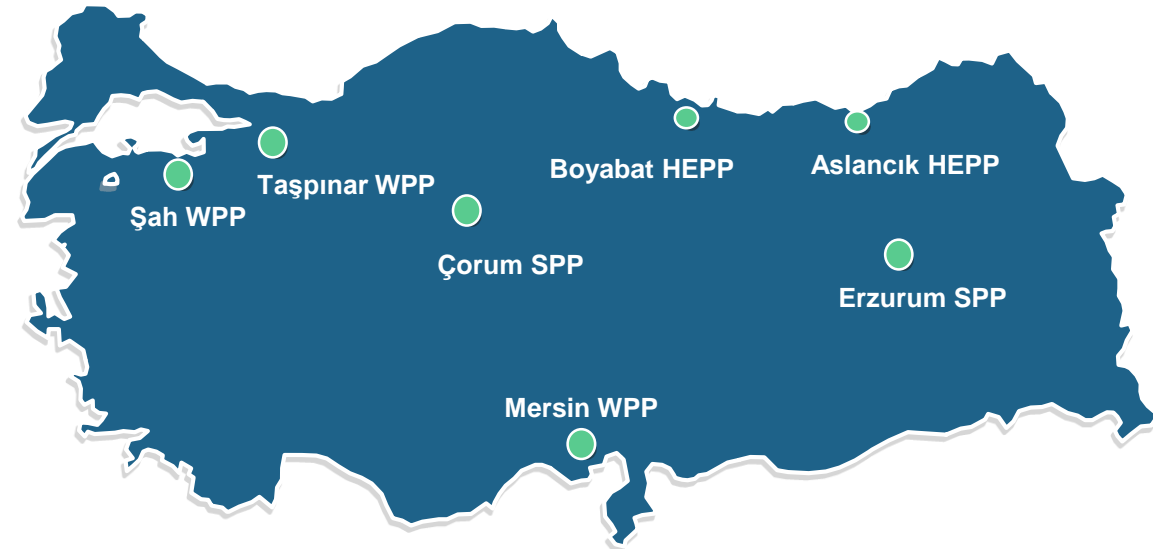 Boyabat HEPP
Aslancık HEPP
Taşpınar WPP
Şah WPP
Çorum SPP
Erzurum SPP
Mersin WPP